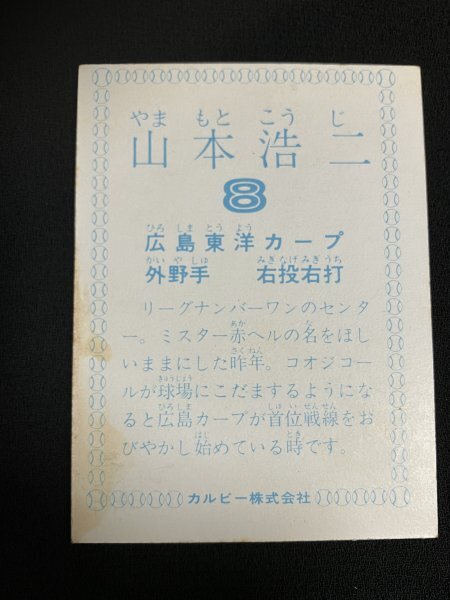 やま もと こう じ
山本浩二
8
ひろ しま とう よう
広島東洋カープ
がい や しゅ みぎ なげ みぎ うち
外野手 右投右打
リーグナンバーワンのセンタ
ー。ミスター赤ヘルの名をほし
いままにした昨年。コオジコー
ルが球場にこだまするようにな
ると広島カープが首位戦線をお
びやかし始めている時です。
カルビー株式会社